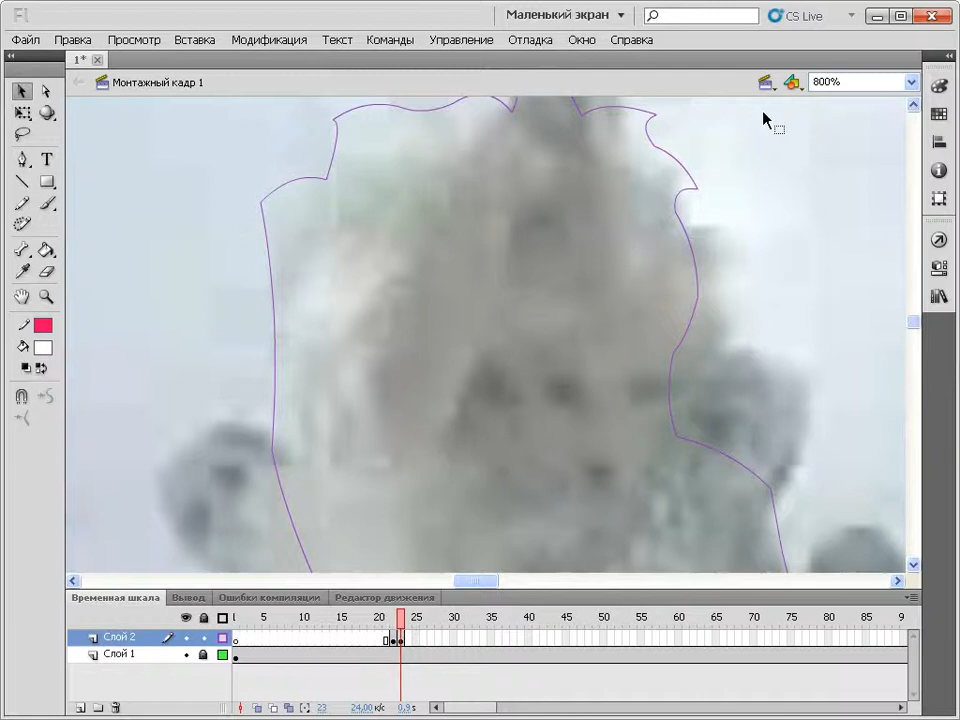 Fl
Маленький экран
CS Live
Файл Правка Просмотр Вставка Модификация Текст Команды Управление Отладка Окно Справка
1*
Монтажный кадр 1
800%
T
Временная шкала Вывод Ошибки компиляции Редактор движения
1 5 10 15 20 25 30 35 40 45 50 55 60 65 70 75 80 85 9
Слой 2
Слой 1
23 24,00 к/с 0,9 s